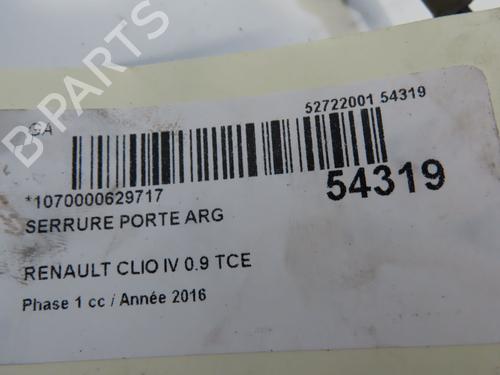 B-PARTS
GA
52722001 54319
*1070000629717
54319
SERRURE PORTE ARG
RENAULT CLIO IV 0.9 TCE
Phase 1 cc / Année 2016